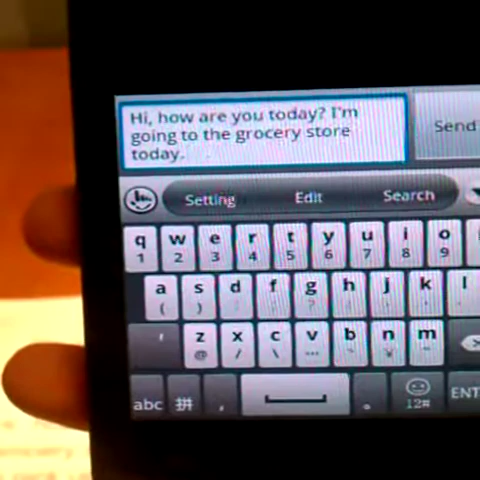 Hi, how are you today? I'm
going to the grocery store
today.
Send
Setting Edit Search
q w e r t y u i o
1 2 3 4 5 6 7 8 9
a s d f g h j k l
( )
z x c v b n m
@ / \ ...
abc 拼 , 。 12# ENT